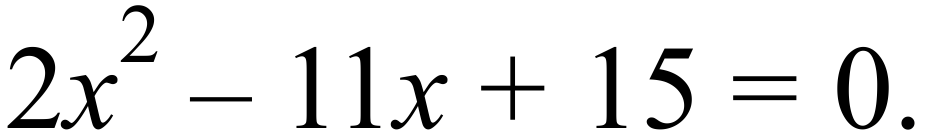 2x² − 11x + 15 = 0.